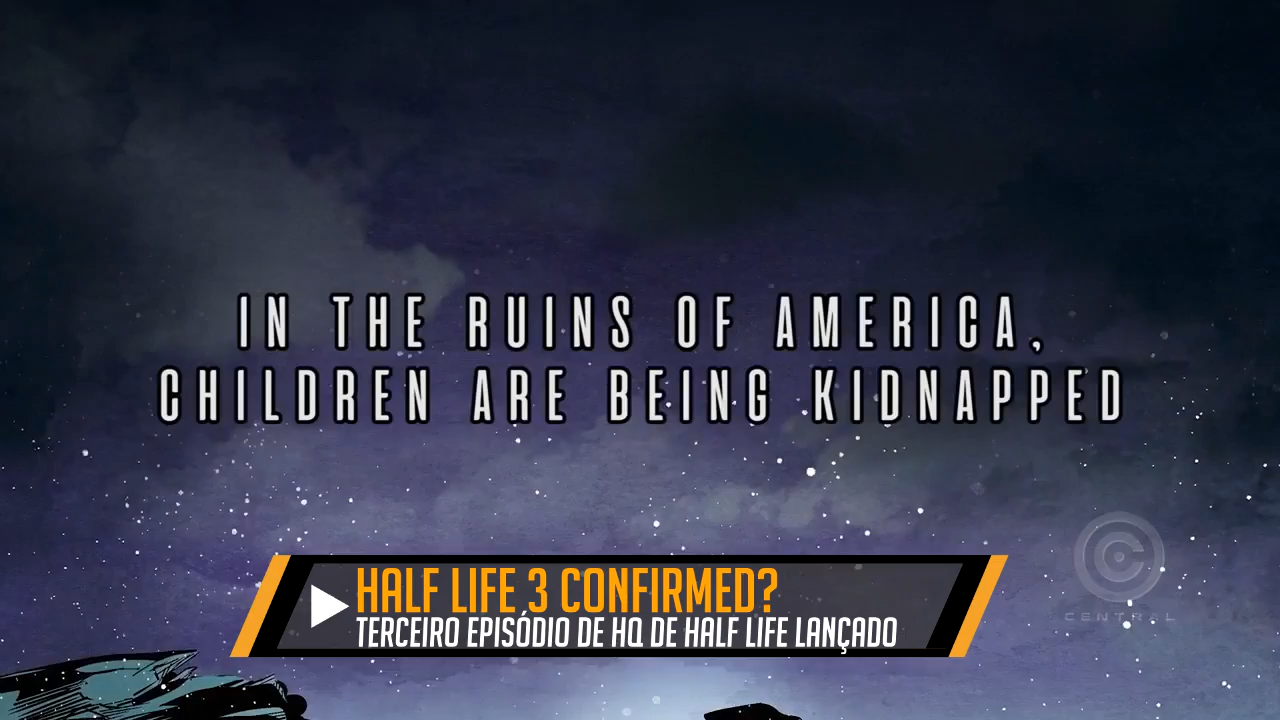 IN THE RUINS OF AMERICA,
CHILDREN ARE BEING KIDNAPPED
HALF LIFE 3 CONFIRMED?
TERCEIRO EPISÓDIO DE HQ DE HALF LIFE LANÇADO
CENTRAL